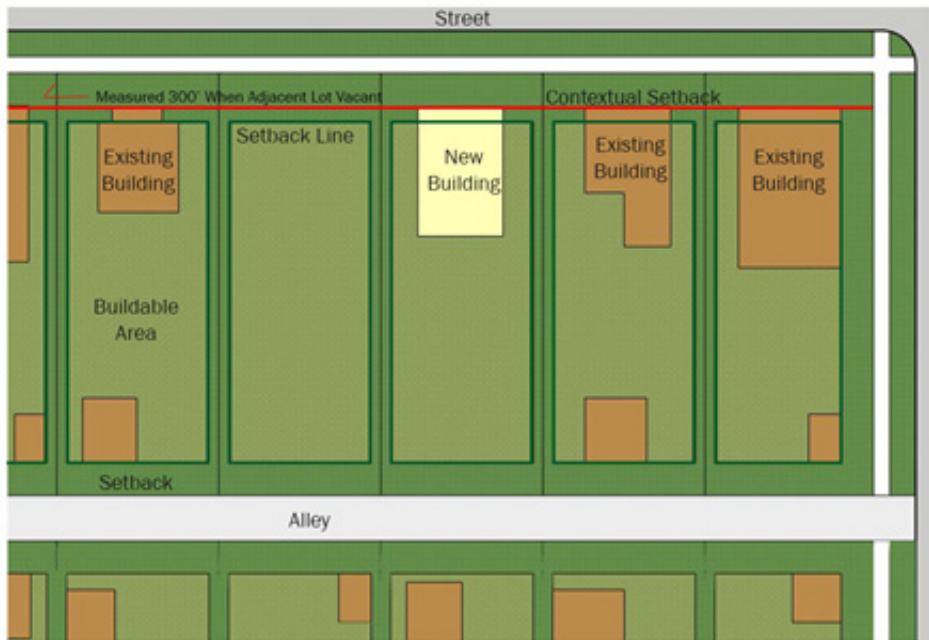 Street
Measured 300' When Adjacent Lot Vacant
Contextual Setback
Existing
Building
Setback Line
New
Building
Existing
Building
Existing
Building
Buildable
Area
Setback
Alley